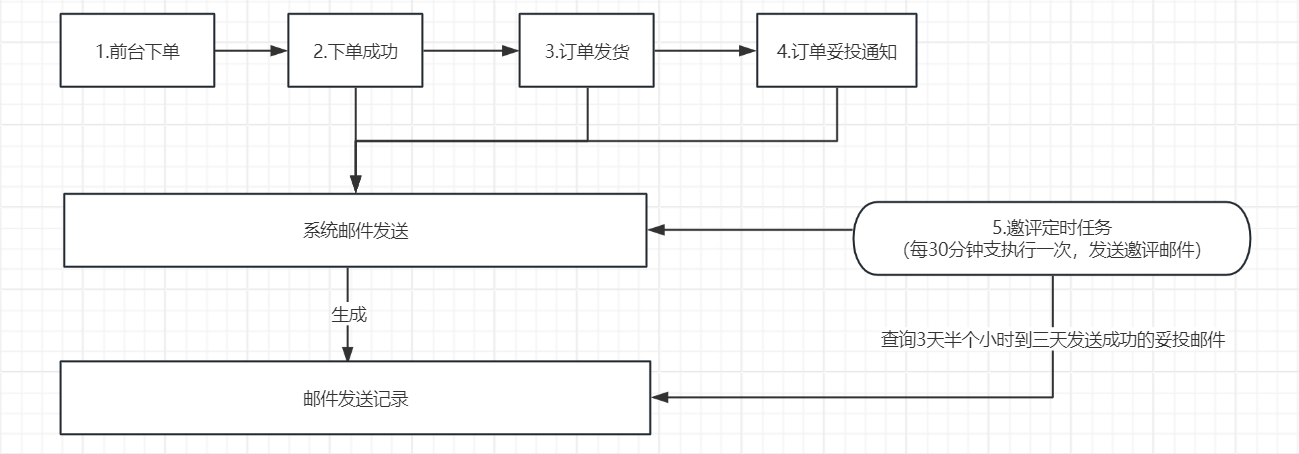 1.前台下单
2.下单成功
3.订单发货
4.订单妥投通知
系统邮件发送
5.邀评定时任务
（每30分钟支执行一次，发送邀评邮件）
生成
查询3天半个小时到三天发送成功的妥投邮件
邮件发送记录